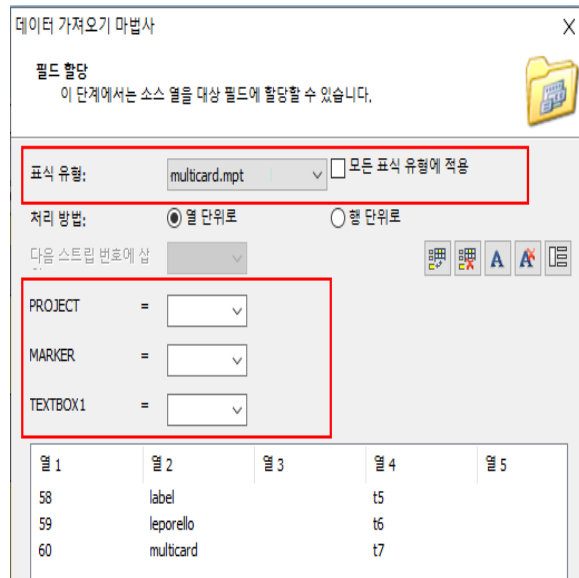 데이터 가져오기 마법사
필드 할당
이 단계에서는 소스 열을 대상 필드에 할당할 수 있습니다.
표식 유형: multicard.mpt 모든 표식 유형에 적용
처리 방법: 열 단위로 행 단위로
다음 스트립 번호에 삽
PROJECT =
MARKER =
TEXTBOX1 =
열 1 열 2 열 3 열 4 열 5
58 label t5
59 leporello t6
60 multicard t7